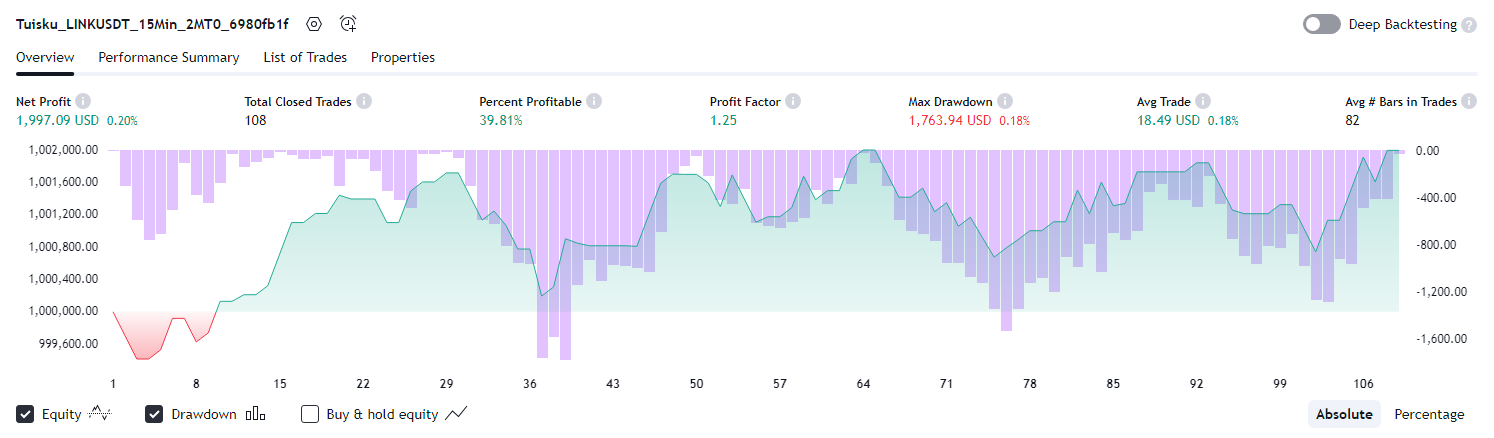 Tuisku_LINKUSDT_15Min_2MT0_6980fb1f
Deep Backtesting ?
Overview Performance Summary List of Trades Properties
Net Profit Total Closed Trades Percent Profitable Profit Factor Max Drawdown Avg Trade Avg # Bars in Trades
1,997.09 USD 0.20% 108 39.81% 1.25 1,763.94 USD 0.18% 18.49 USD 0.18% 82
1,002,000.00 0.00
1,001,600.00
1,001,200.00 -400.00
1,000,800.00 -800.00
1,000,400.00 -1,200.00
1,000,000.00
999,600.00 -1,600.00
1 8 15 22 29 36 43 50 57 64 71 78 85 92 99 106
Equity Drawdown Buy & hold equity Absolute Percentage